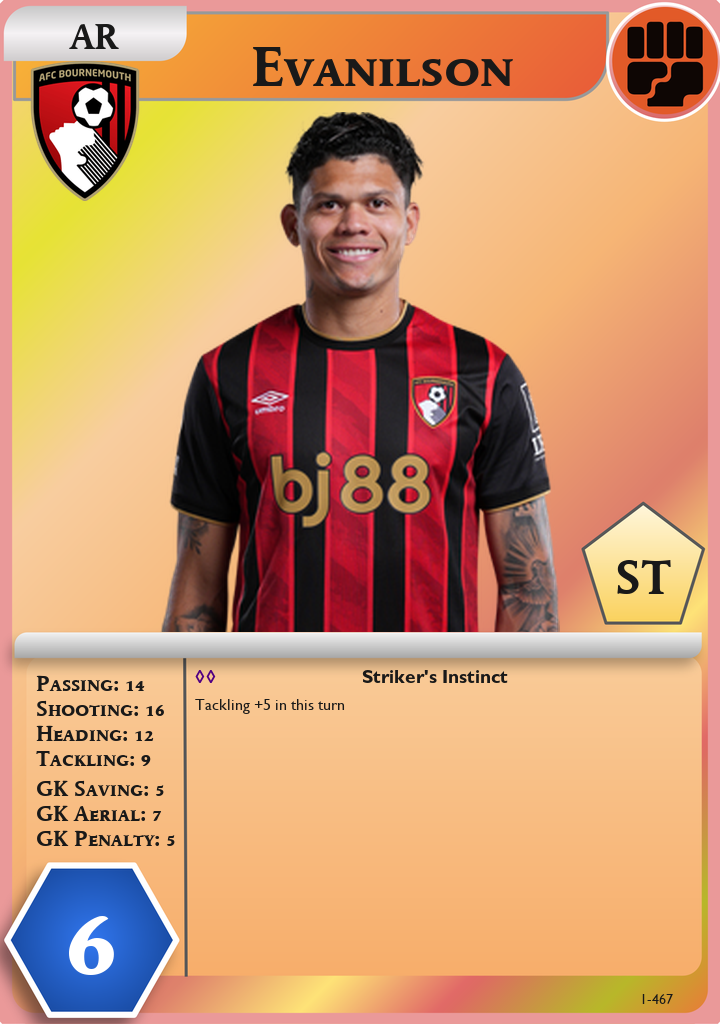 AR
Evanilson
AFC BOURNEMOUTH
umbro
bj88
ST
Passing: 14
Shooting: 16
Heading: 12
Tackling: 9
GK Saving: 5
GK Aerial: 7
GK Penalty: 5
Striker's Instinct
Tackling +5 in this turn
6
1-467